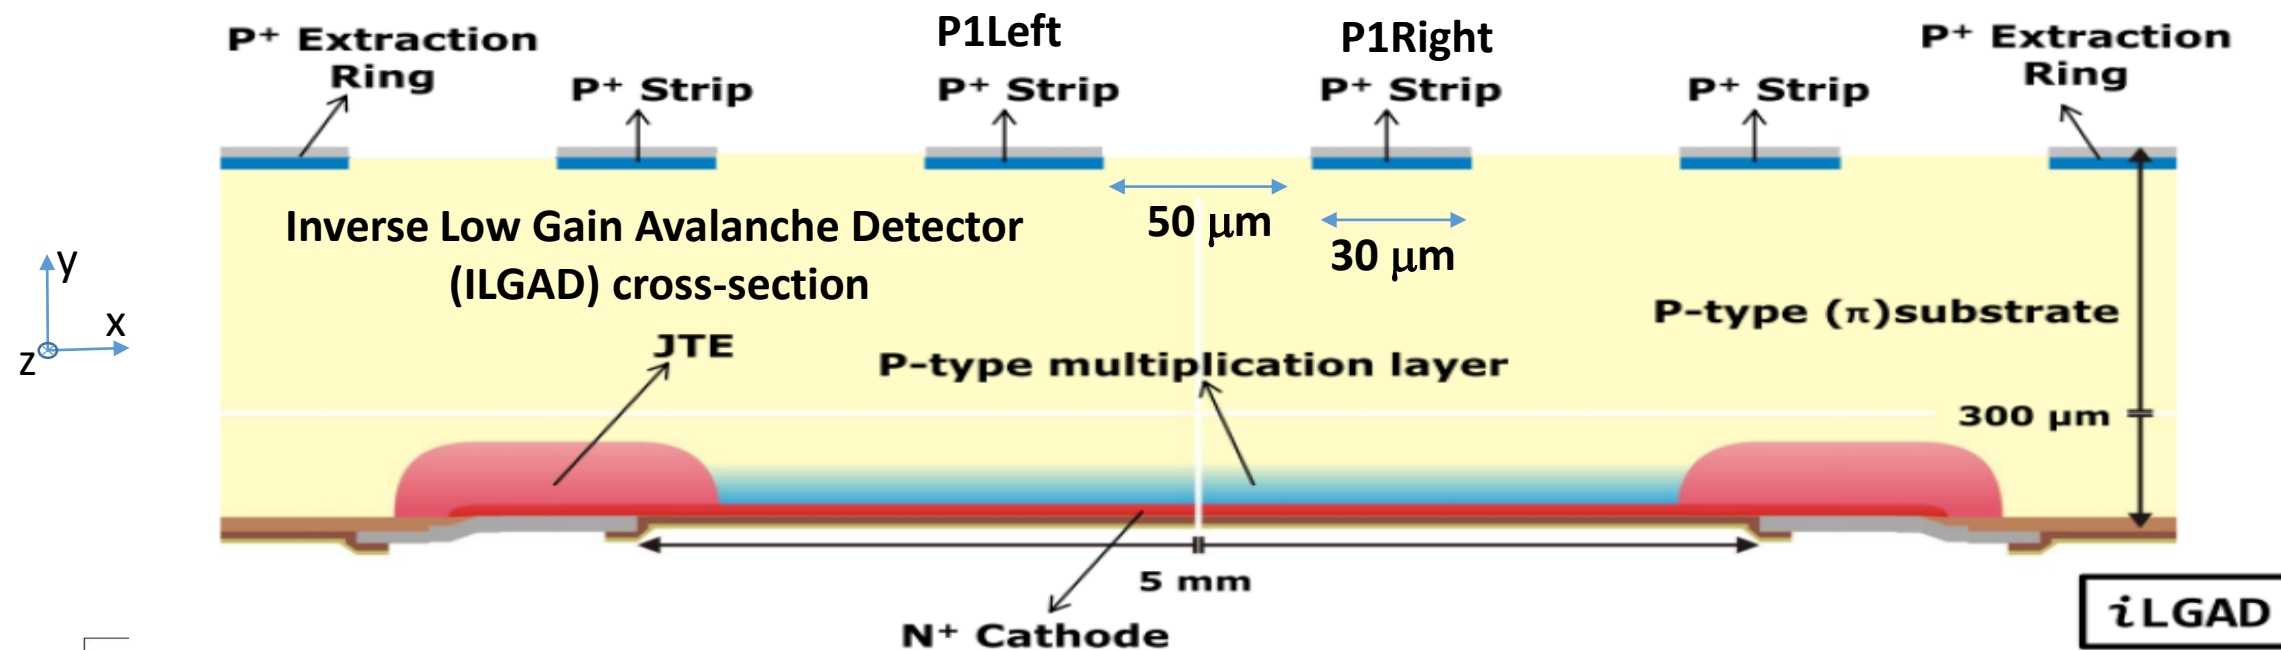 P1Left
P1Right
P⁺ Extraction
Ring
P⁺ Strip
P⁺ Strip
P⁺ Strip
P⁺ Strip
P⁺ Extraction
Ring
50 μm
30 μm
Inverse Low Gain Avalanche Detector
(ILGAD) cross-section
y
x
z
P-type (π)substrate
JTE
P-type multiplication layer
300 μm
5 mm
N⁺ Cathode
iLGAD